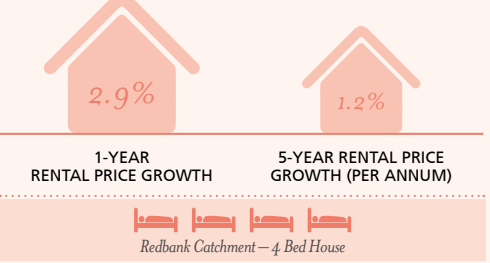 2.9%
1.2%
1-YEAR
RENTAL PRICE GROWTH
5-YEAR RENTAL PRICE
GROWTH (PER ANNUM)
Redbank Catchment – 4 Bed House